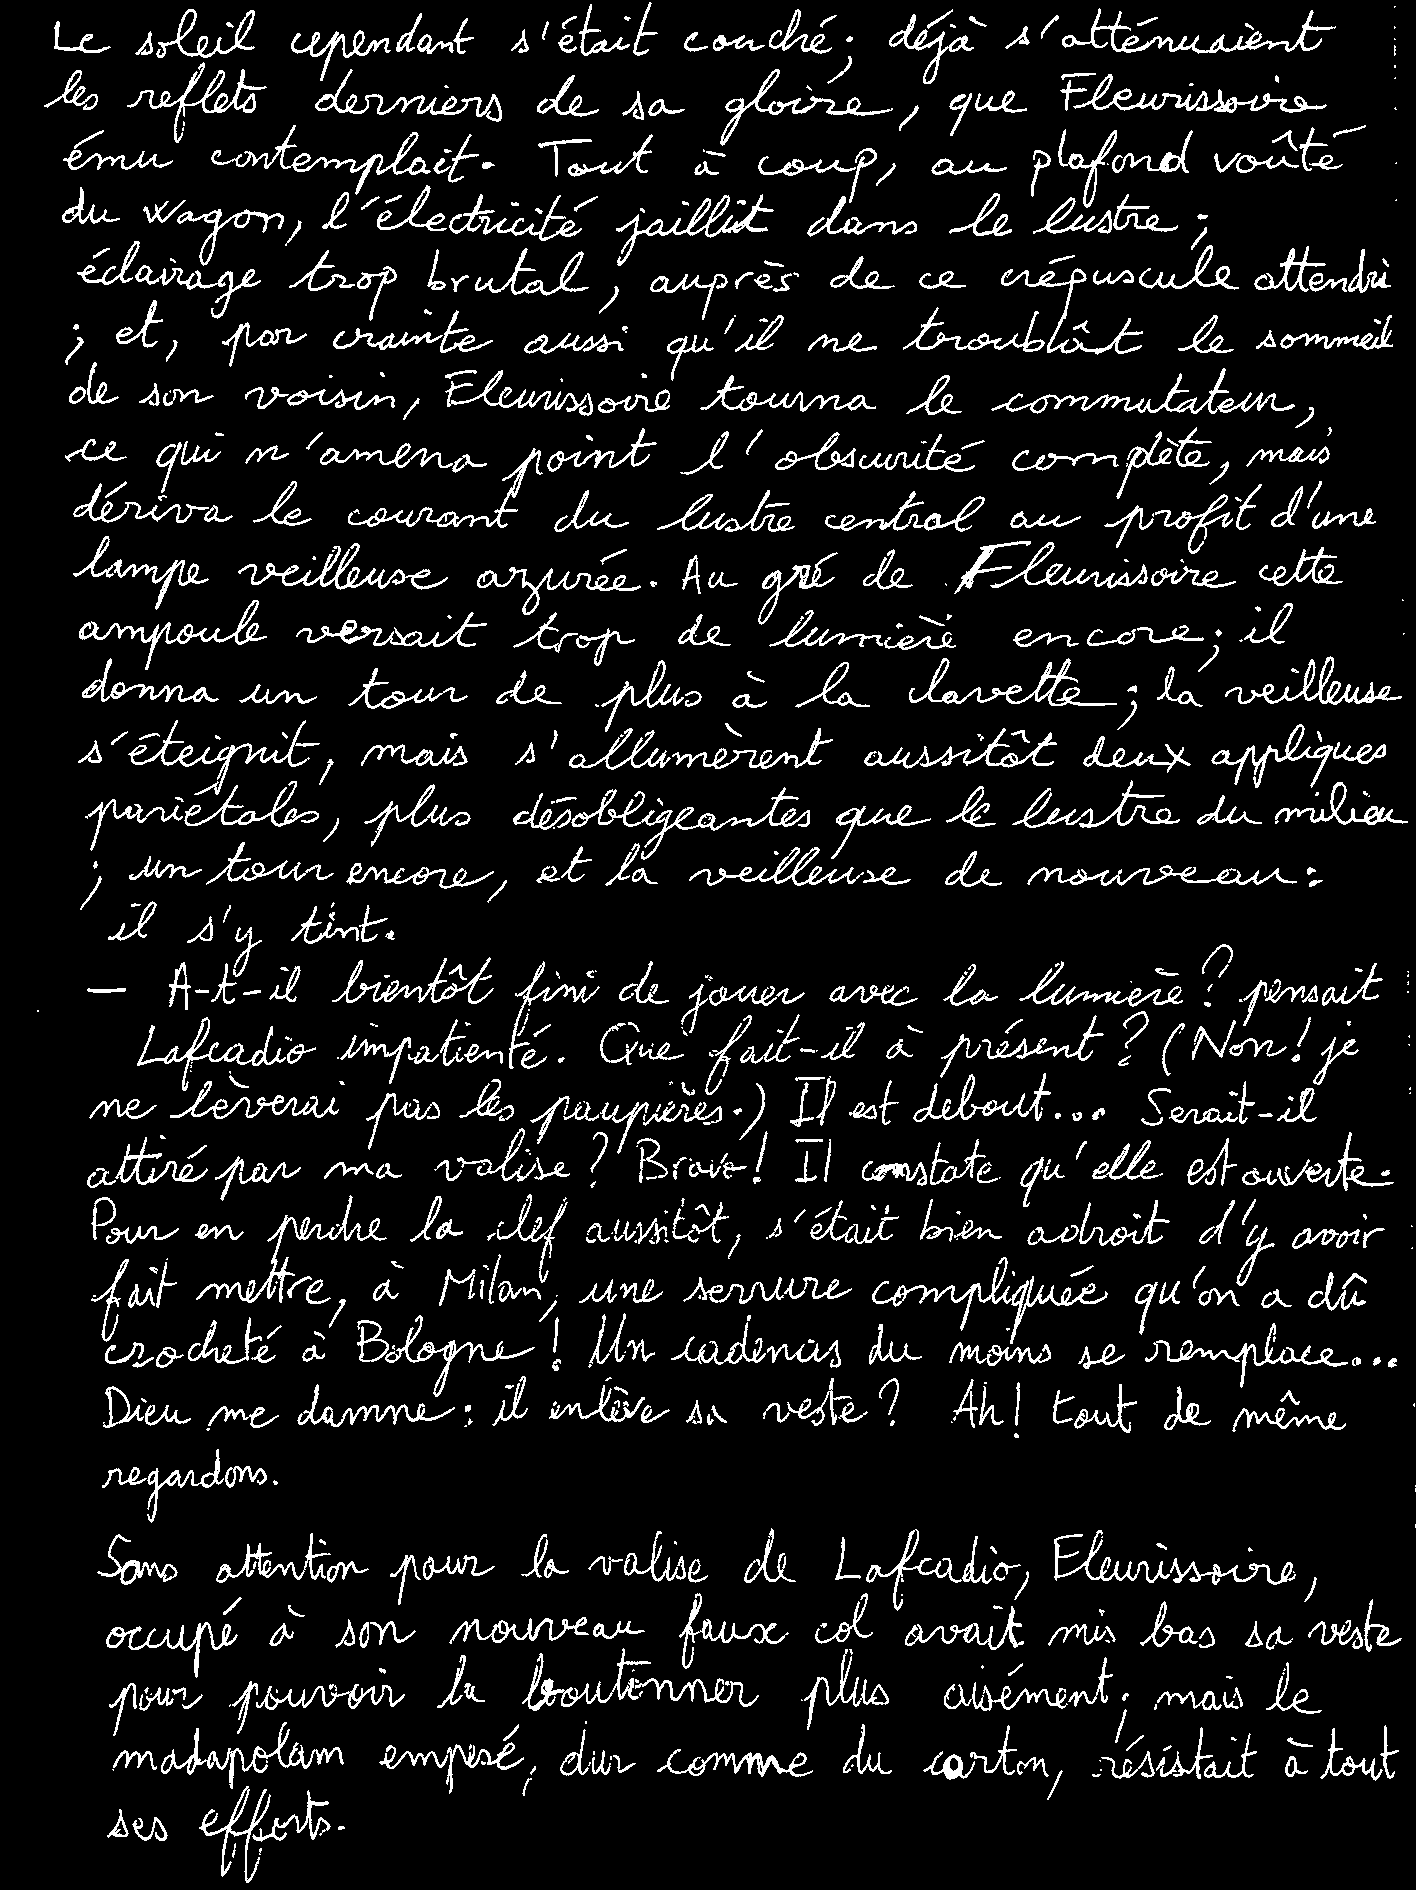 Le soleil cependant s'était couché ; déjà s'atténuaient
les reflets derniers de sa gloire, que Fleurissoire
ému contemplait. Tout à coup, au plafond voûté
du wagon, l'électricité jaillit dans le lustre ;
éclairage trop brutal, auprès de ce crépuscule attendri
; et, par crainte aussi qu'il ne troublât le sommeil
de son voisin, Fleurissoire tourna le commutateur,
ce qui n'amena point l'obscurité complète, mais
dériva le courant du lustre central au profit d'une
lampe veilleuse azurée. Au gré de Fleurissoire cette
ampoule versait trop de lumière encore ; il
donna un tour de plus à la clavette ; la veilleuse
s'éteignit, mais s'allumèrent aussitôt deux appliques
pariétales, plus désobligeantes que le lustre du milieu
; un tour encore, et la veilleuse de nouveau :
il s'y tint.
— A-t-il bientôt fini de jouer avec la lumière ? pensait
Lafcadio impatienté. Que fait-il à présent ? (Non ! je
ne lèverai pas les paupières.) Il est debout... Serait-il
attiré par ma valise ? Bravo ! Il constate qu'elle est ouverte.
Pour en perdre la clef aussitôt, s'était bien adroit d'y avoir
fait mettre, à Milan, une serrure compliquée qu'on a dû
crocheté à Bologne ! Un cadenas du moins se remplace...
Dieu me damne : il enlève sa veste ? Ah ! tout de même
regardons.
Sans attention pour la valise de Lafcadio, Fleurissoire,
occupé à son nouveau faux col avait mis bas sa veste
pour pouvoir la boutonner plus aisément ; mais le
madapolam empesé, dur comme du carton, résistait à tout
ses efforts.